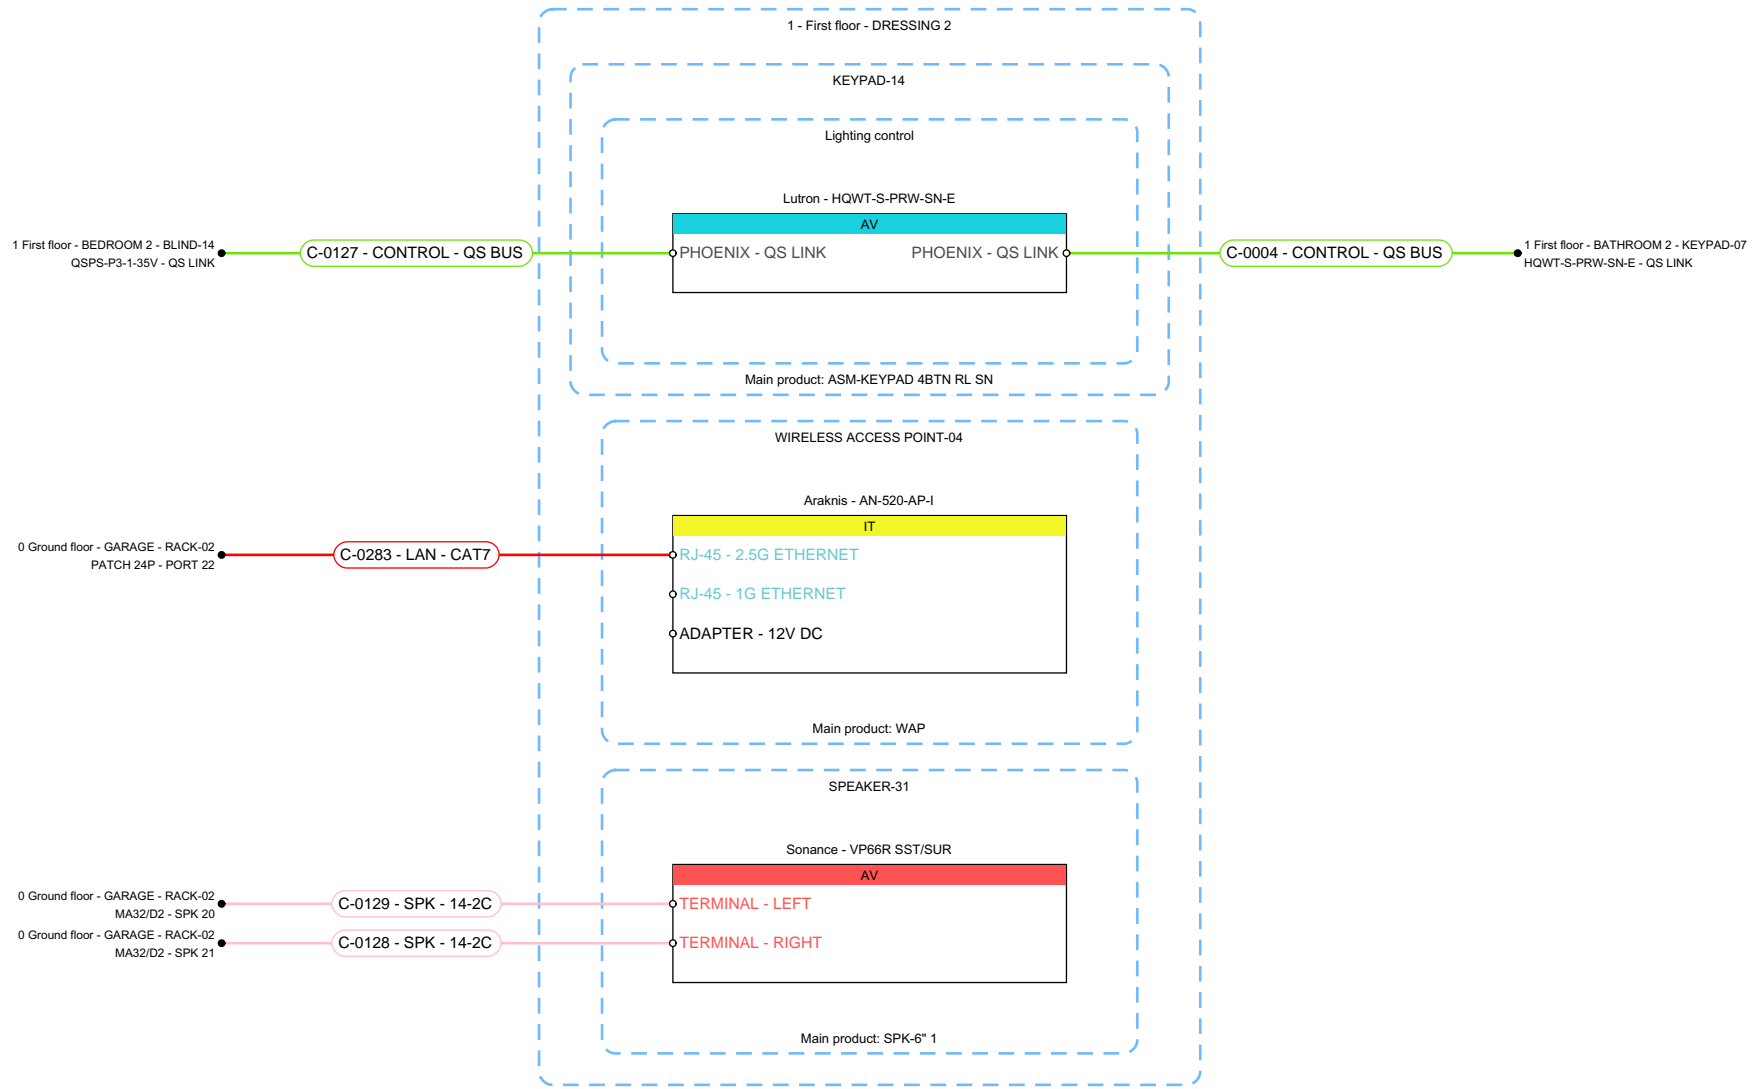 1 - First floor - DRESSING 2
KEYPAD-14
Lighting control
Lutron - HQWT-S-PRW-SN-E
AV
1 First floor - BEDROOM 2 - BLIND-14
QSPS-P3-1-35V - QS LINK
C-0127 - CONTROL - QS BUS
PHOENIX - QS LINK
PHOENIX - QS LINK
C-0004 - CONTROL - QS BUS
1 First floor - BATHROOM 2 - KEYPAD-07
HQWT-S-PRW-SN-E - QS LINK
Main product: ASM-KEYPAD 4BTN RL SN
WIRELESS ACCESS POINT-04
Araknis - AN-520-AP-I
IT
0 Ground floor - GARAGE - RACK-02
PATCH 24P - PORT 22
C-0283 - LAN - CAT7
RJ-45 - 2.5G ETHERNET
RJ-45 - 1G ETHERNET
ADAPTER - 12V DC
Main product: WAP
SPEAKER-31
Sonance - VP66R SST/SUR
AV
0 Ground floor - GARAGE - RACK-02
MA32/D2 - SPK 20
C-0129 - SPK - 14-2C
TERMINAL - LEFT
0 Ground floor - GARAGE - RACK-02
MA32/D2 - SPK 21
C-0128 - SPK - 14-2C
TERMINAL - RIGHT
Main product: SPK-6" 1